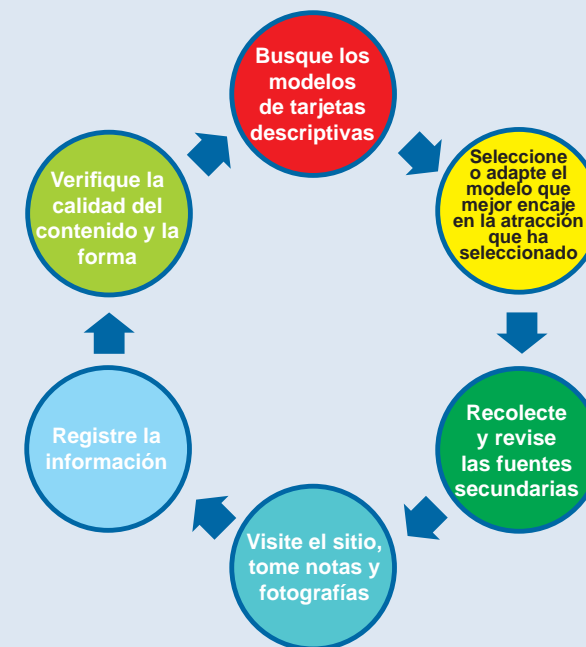 Busque los
modelos
de tarjetas
descriptivas
Seleccione
o adapte el
modelo que
mejor encaje
en la atracción
que ha
seleccionado
Recolecte
y revise
las fuentes
secundarias
Visite el sitio,
tome notas y
fotografías
Registre la
información
Verifique la
calidad del
contenido y la
forma